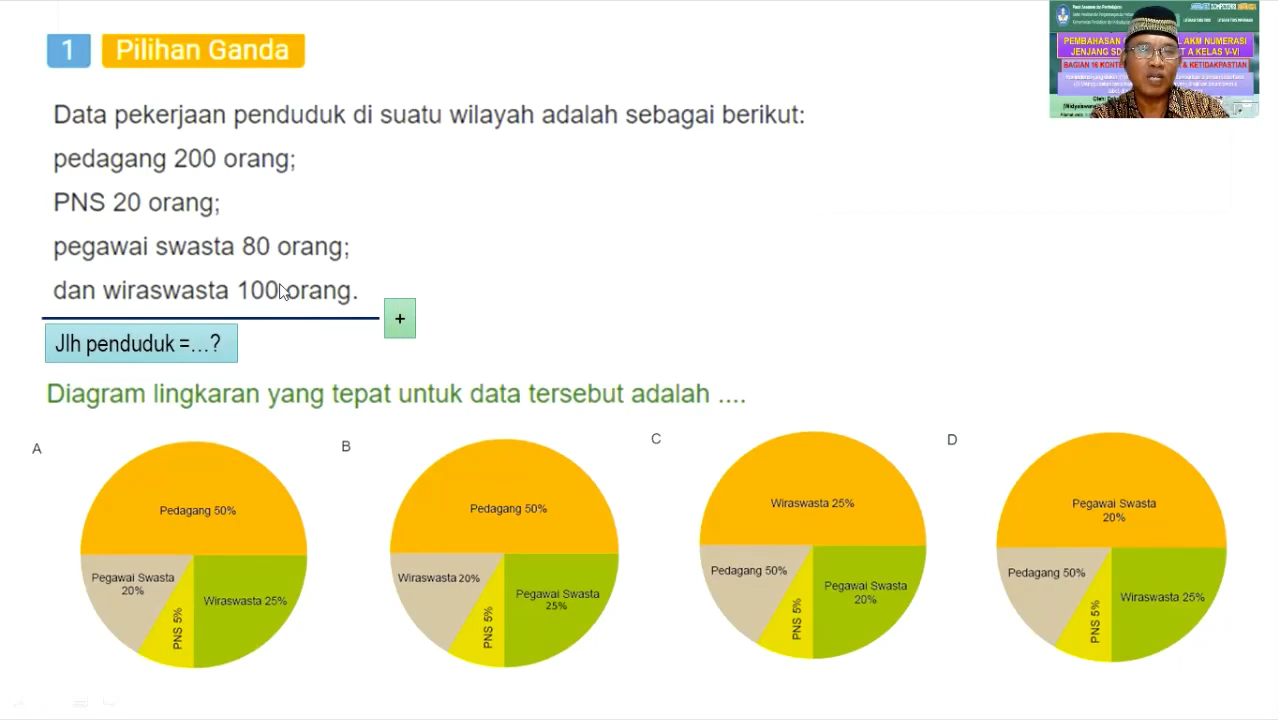 1 Pilihan Ganda
Data pekerjaan penduduk di suatu wilayah adalah sebagai berikut:
pedagang 200 orang;
PNS 20 orang;
pegawai swasta 80 orang;
dan wiraswasta 100 orang.
+
Jlh penduduk =...?
Diagram lingkaran yang tepat untuk data tersebut adalah ....
A
Pedagang 50%
Pegawai Swasta
20%
PNS 5%
Wiraswasta 25%
B
Pedagang 50%
Wiraswasta 20%
PNS 5%
Pegawai Swasta
25%
C
Wiraswasta 25%
Pedagang 50%
PNS 5%
Pegawai Swasta
20%
D
Pegawai Swasta
20%
Pedagang 50%
PNS 5%
Wiraswasta 25%
PEMBAHASAN
AKM NUMERASI
JENJANG SD
A KELAS V-VI
BAGIAN 16 KONTE
& KETIDAKPASTIAN